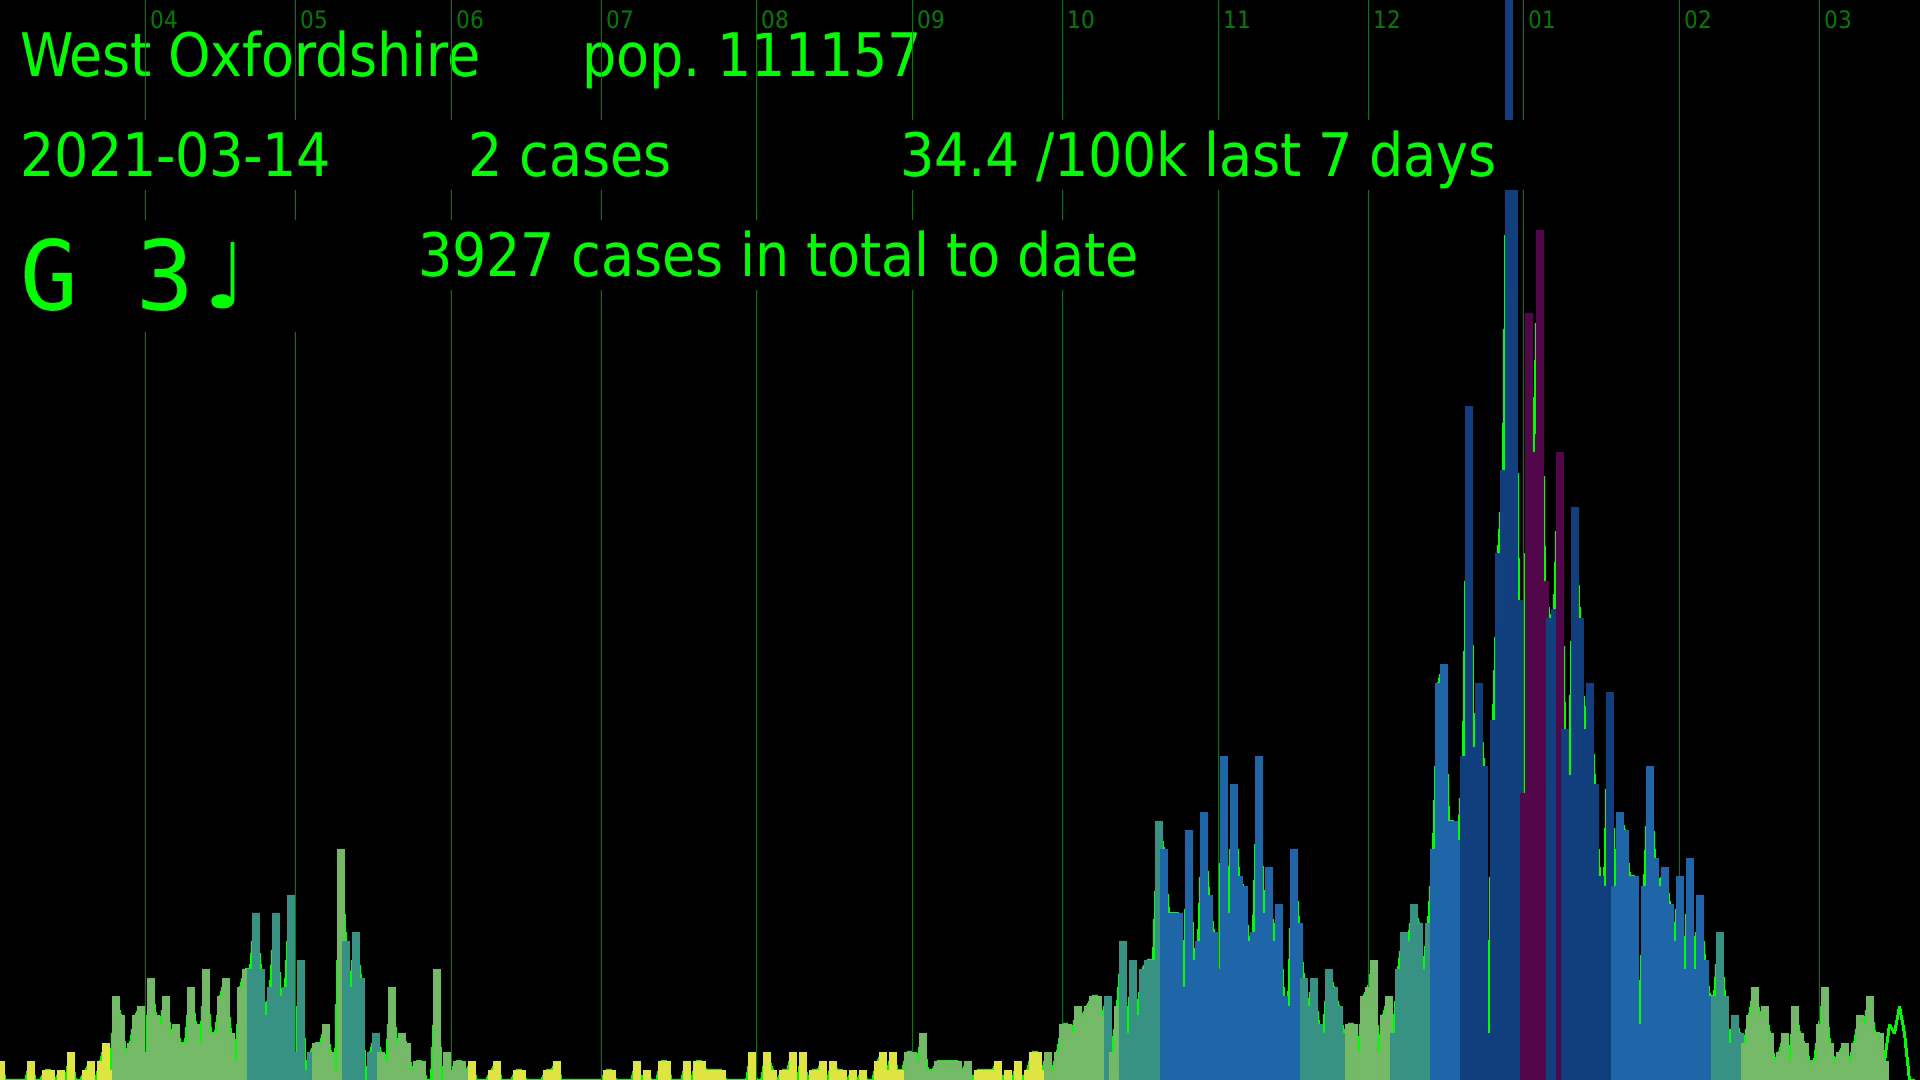 04 05 06 07 08 09 10 11 12 01 02 03
West Oxfordshire pop. 111157
2021-03-14 2 cases 34.4 /100k last 7 days
G 3♩ 3927 cases in total to date